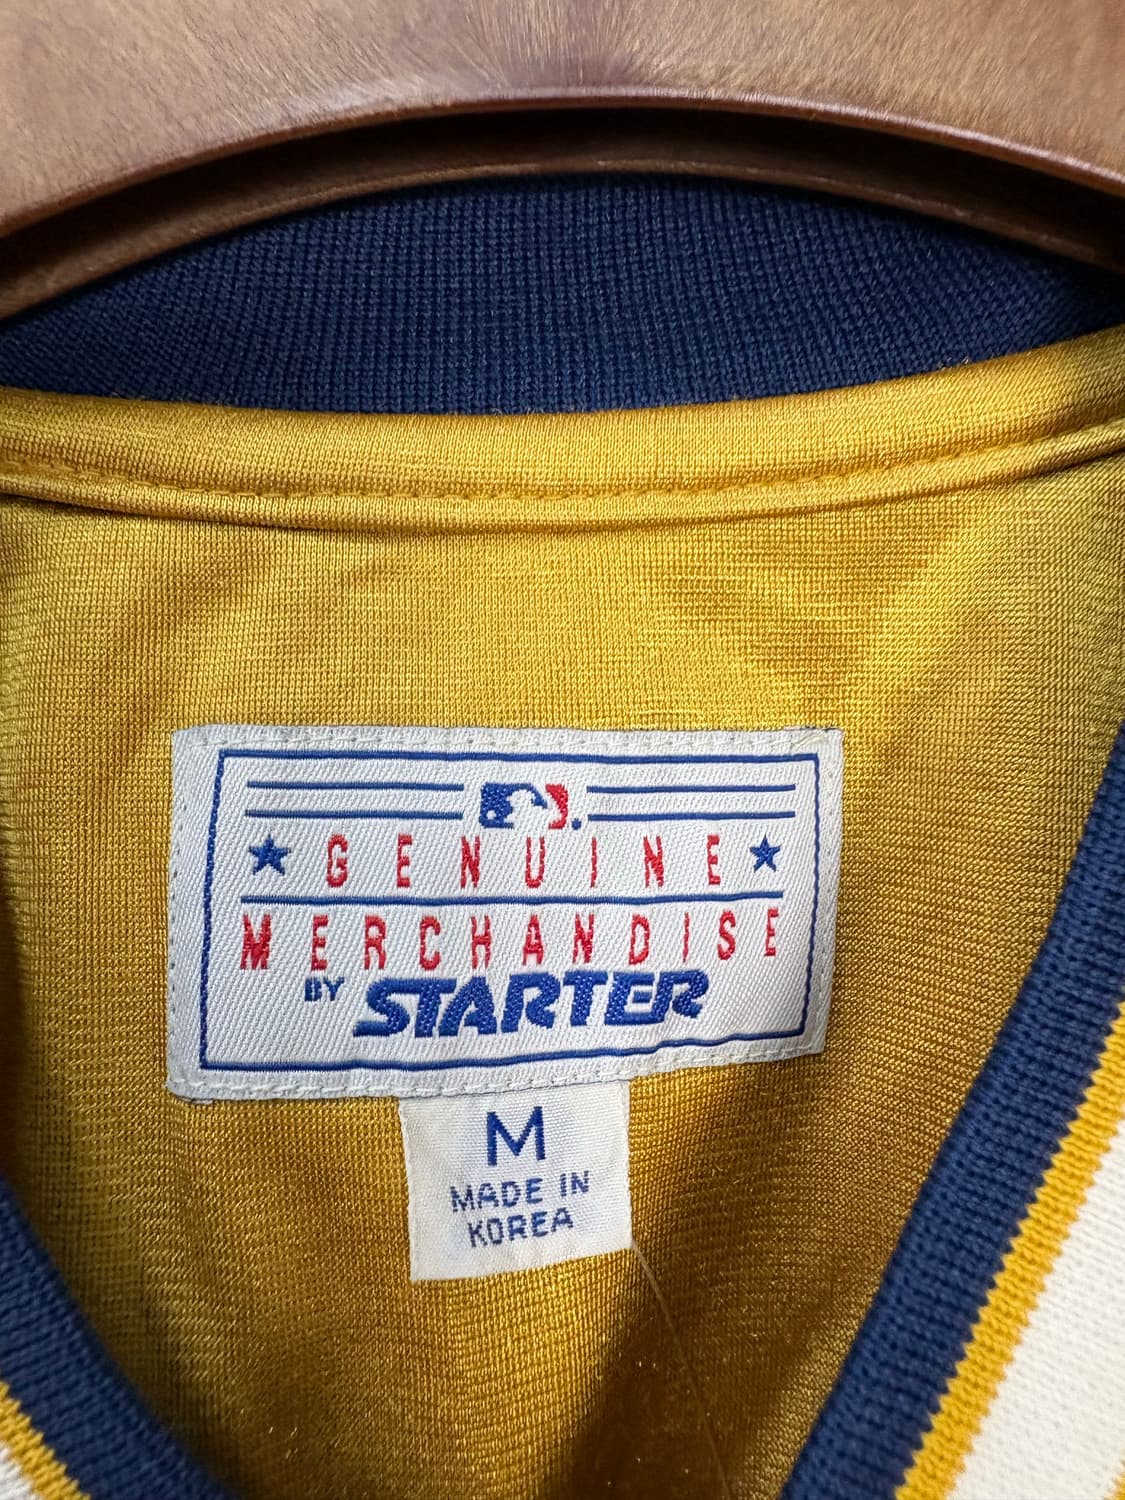 GENUINE
MERCHANDISE
BY STARTER
M
MADE IN
KOREA